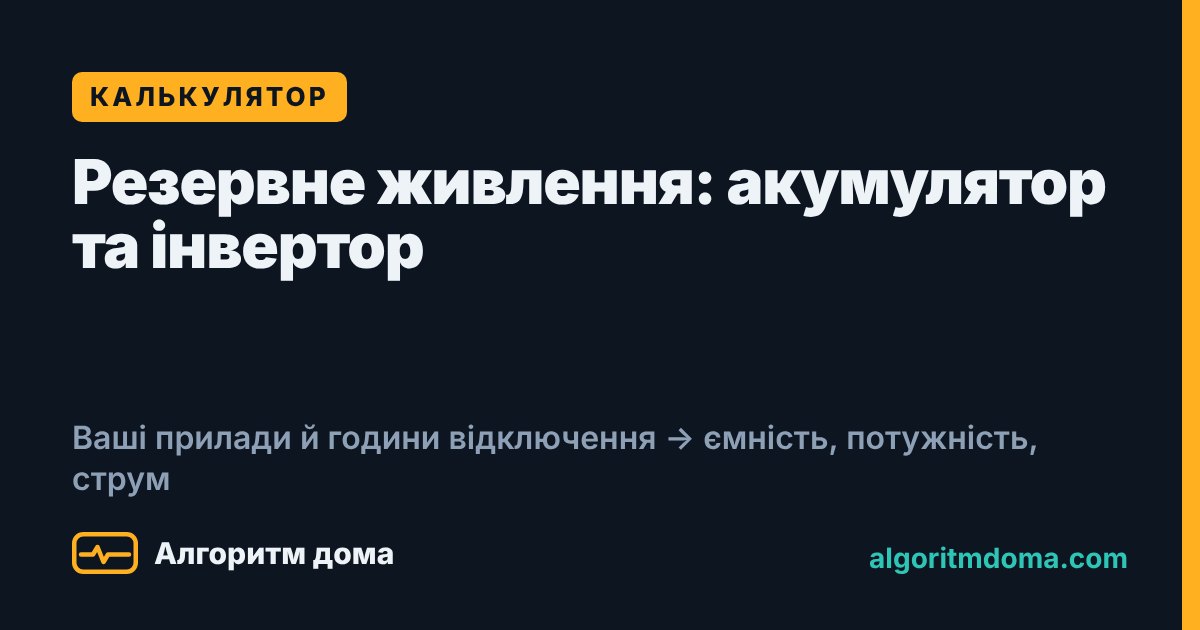 КАЛЬКУЛЯТОР
Резервне живлення: акумулятор
та інвертор
Ваші прилади й години відключення → ємність, потужність,
струм
Алгоритм дома
algoritmdoma.com